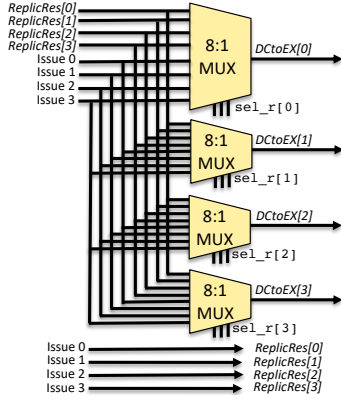 ReplicRes[0]
ReplicRes[1]
ReplicRes[2]
ReplicRes[3]
Issue 0
Issue 1
Issue 2
Issue 3
8:1
MUX
DCtoEX[0]
sel_r[0]
8:1
MUX
DCtoEX[1]
sel_r[1]
8:1
MUX
DCtoEX[2]
sel_r[2]
8:1
MUX
DCtoEX[3]
sel_r[3]
Issue 0 ReplicRes[0]
Issue 1 ReplicRes[1]
Issue 2 ReplicRes[2]
Issue 3 ReplicRes[3]